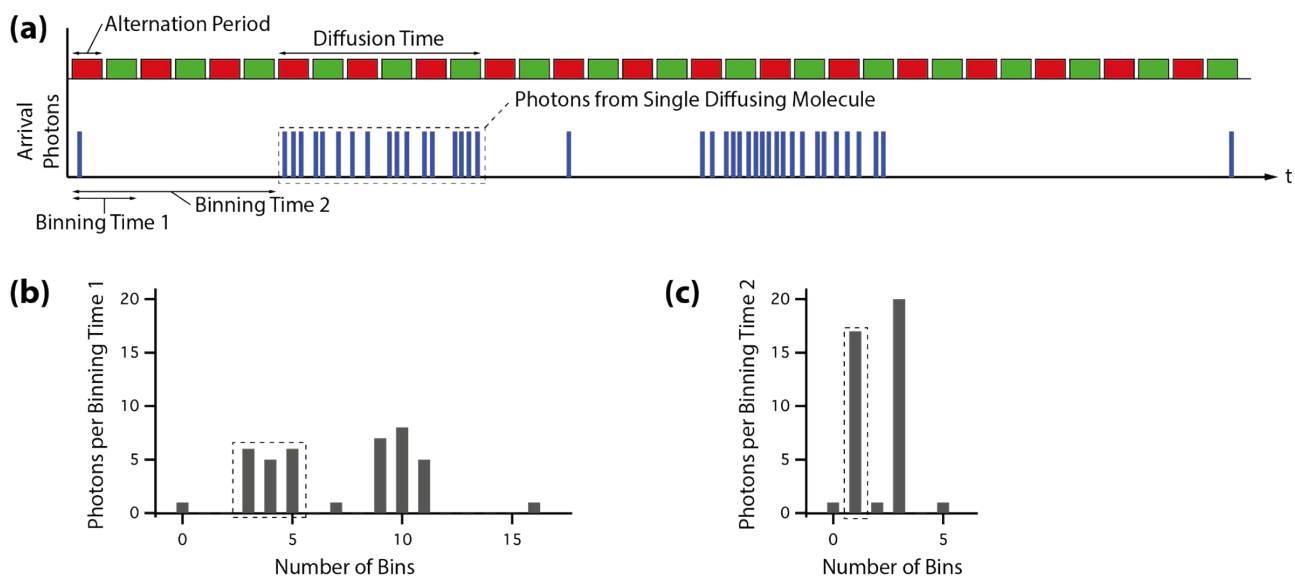 (a)
Alternation Period
Diffusion Time
Photons from Single Diffusing Molecule
Arrival
Photons
t
Binning Time 2
Binning Time 1
(b)
Photons per Binning Time 1
20
15
10
5
0
0 5 10 15
Number of Bins
(c)
Photons per Binning Time 2
20
15
10
5
0
0 5
Number of Bins